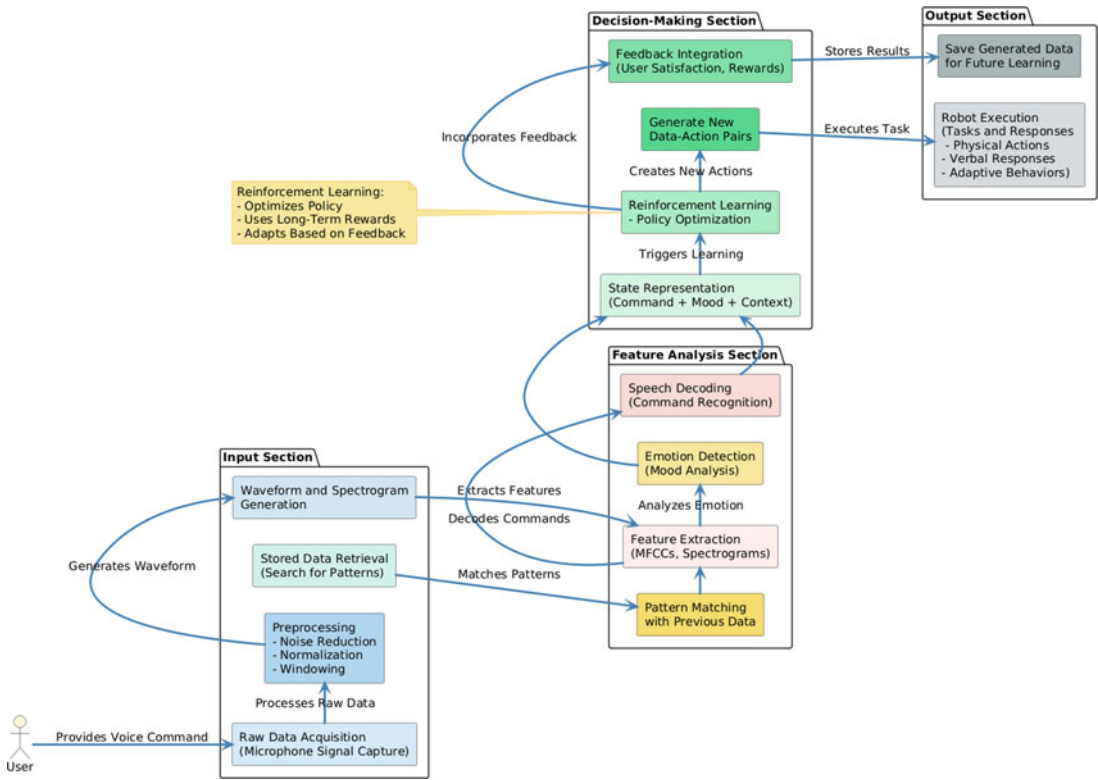 Decision-Making Section
Feedback Integration
(User Satisfaction, Rewards)
Generate New
Data-Action Pairs
Creates New Actions
Reinforcement Learning
- Policy Optimization
Triggers Learning
State Representation
(Command + Mood + Context)
Incorporates Feedback
Stores Results
Executes Task
Output Section
Save Generated Data
for Future Learning
Robot Execution
(Tasks and Responses
- Physical Actions
- Verbal Responses
- Adaptive Behaviors)
Reinforcement Learning:
- Optimizes Policy
- Uses Long-Term Rewards
- Adapts Based on Feedback
Feature Analysis Section
Speech Decoding
(Command Recognition)
Emotion Detection
(Mood Analysis)
Analyzes Emotion
Feature Extraction
(MFCCs, Spectrograms)
Pattern Matching
with Previous Data
Extracts Features
Decodes Commands
Matches Patterns
Input Section
Waveform and Spectrogram
Generation
Stored Data Retrieval
(Search for Patterns)
Generates Waveform
Preprocessing
- Noise Reduction
- Normalization
- Windowing
Processes Raw Data
Raw Data Acquisition
(Microphone Signal Capture)
Provides Voice Command
User